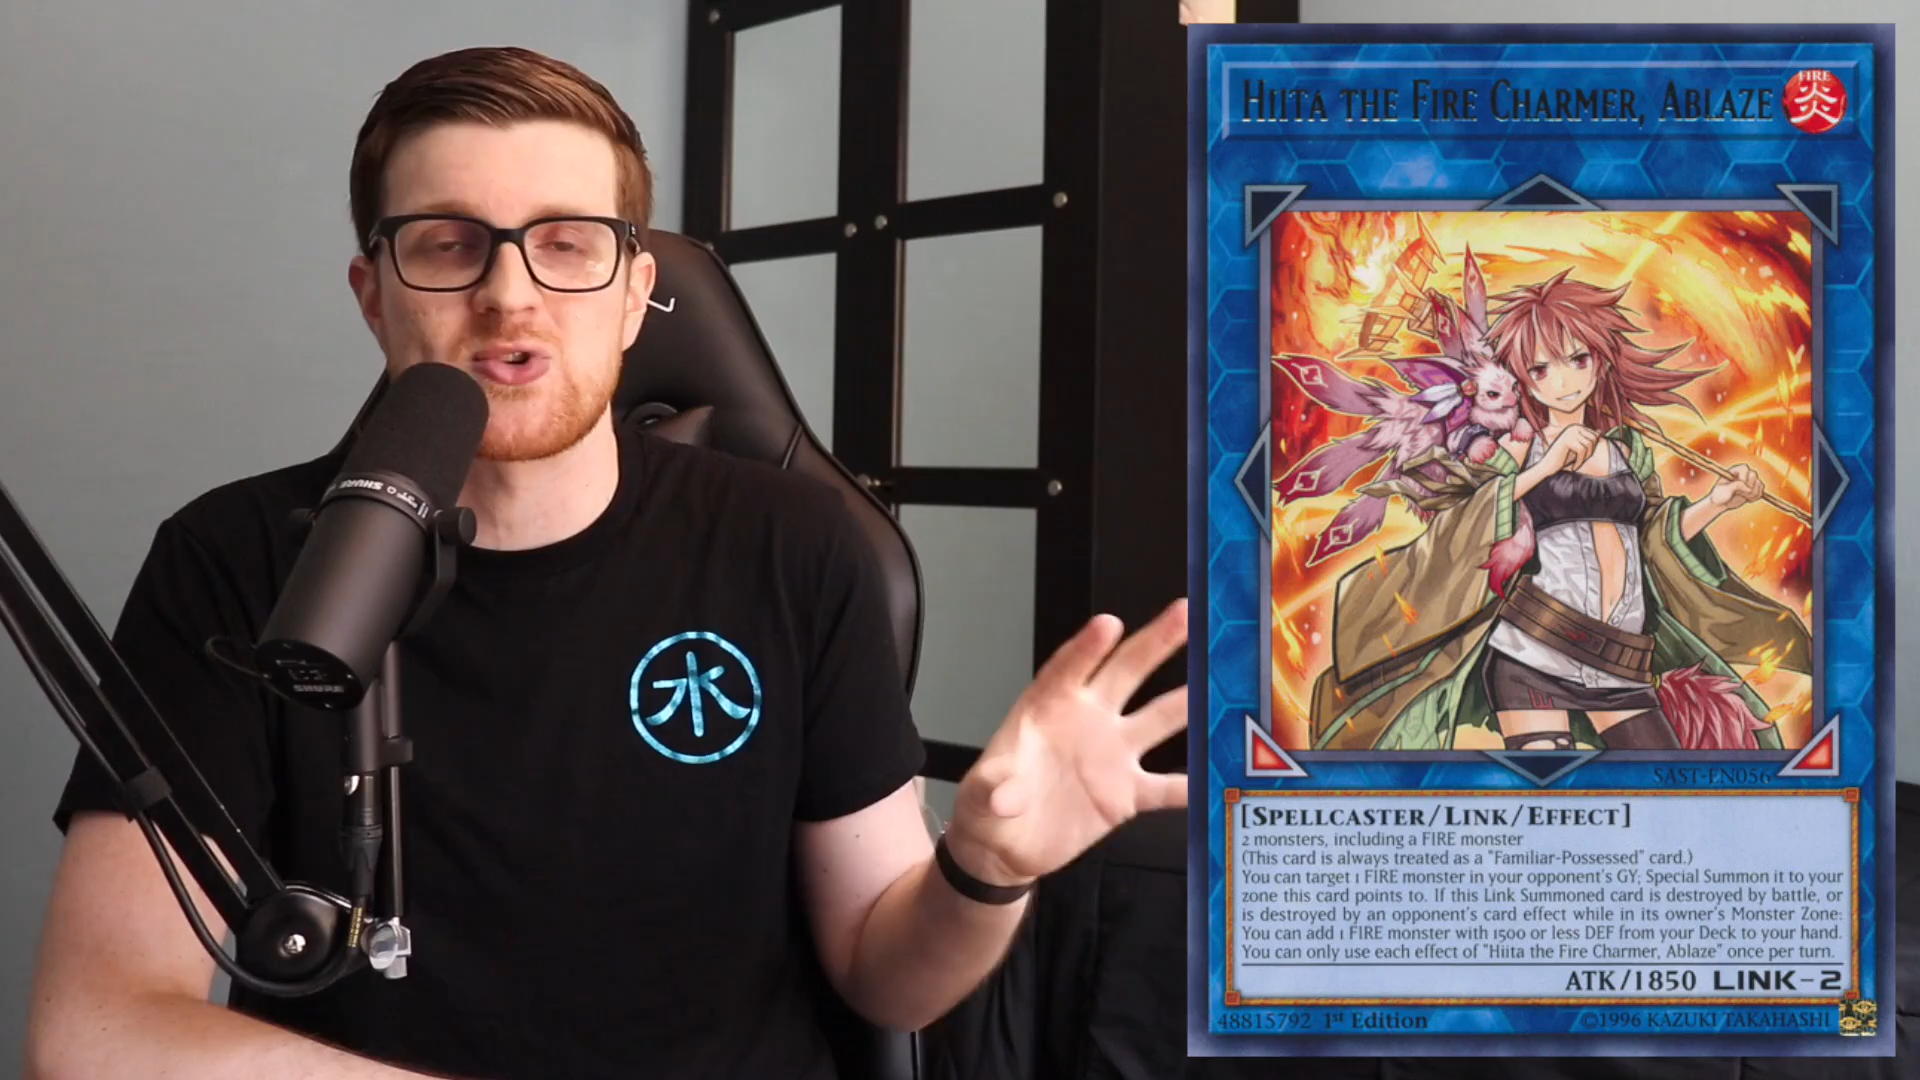 SHURE
SHURE
水
HIITA THE FIRE CHARMER, ABLAZE
FIRE
炎
SAST-EN056
[SPELLCASTER/LINK/EFFECT]
2 monsters, including a FIRE monster
(This card is always treated as a "Familiar-Possessed" card.)
You can target 1 FIRE monster in your opponent's GY; Special Summon it to your
zone this card points to. If this Link Summoned card is destroyed by battle, or
is destroyed by an opponent's card effect while in its owner's Monster Zone:
You can add 1 FIRE monster with 1500 or less DEF from your Deck to your hand.
You can only use each effect of "Hiita the Fire Charmer, Ablaze" once per turn.
ATK/1850 LINK-2
48815792 1st Edition
©1996 KAZUKI TAKAHASHI